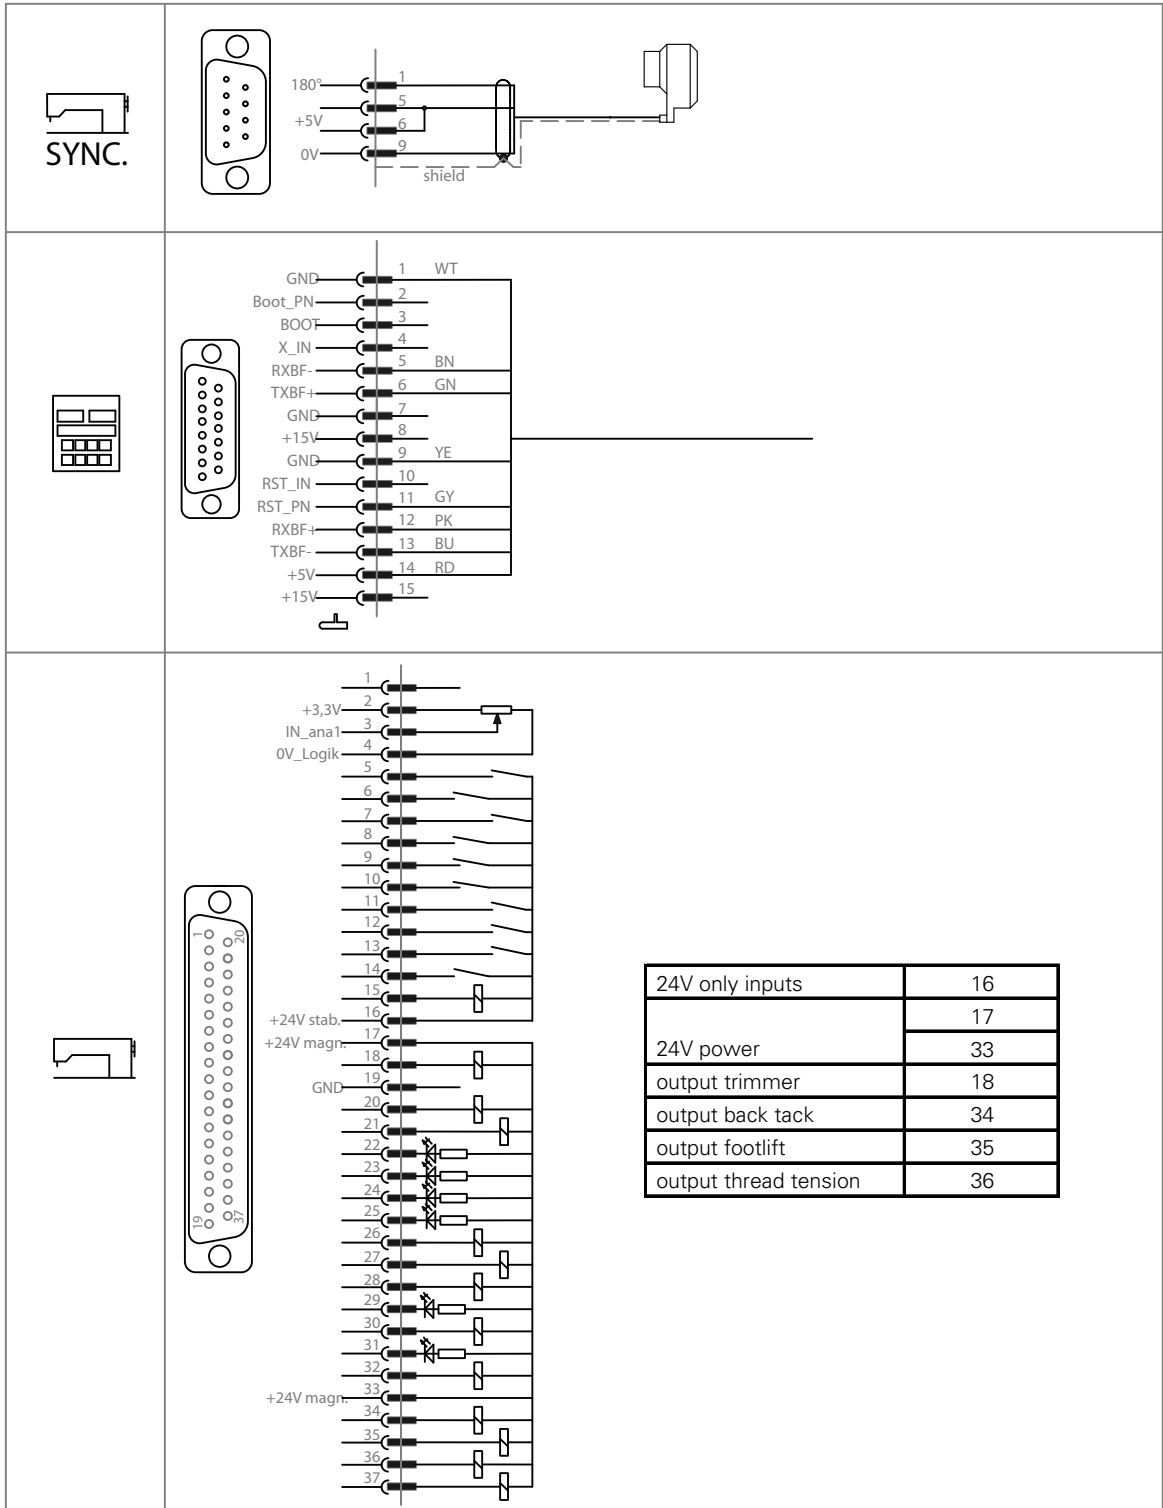 SYNC.
180°
1
5
+5V
6
0V
9
shield
GND 1 WT
Boot_PN 2
BOOT 3
X_IN 4
RXBF- 5 BN
TXBF+ 6 GN
GND 7
+15V 8
GND 9 YE
RST_IN 10
RST_PN 11 GY
RXBF+ 12 PK
TXBF- 13 BU
+5V 14 RD
+15V 15
1
+3,3V 2
IN_ana1 3
0V_Logik 4
5
6
7
8
9
10
11
12
13
14
15
+24V stab. 16
+24V magn. 17
18
GND 19
20
21
22
23
24
25
26
27
28
29
30
31
32
+24V magn. 33
34
35
36
37
1
20
19
37
24V only inputs 16
17
24V power 33
output trimmer 18
output back tack 34
output footlift 35
output thread tension 36